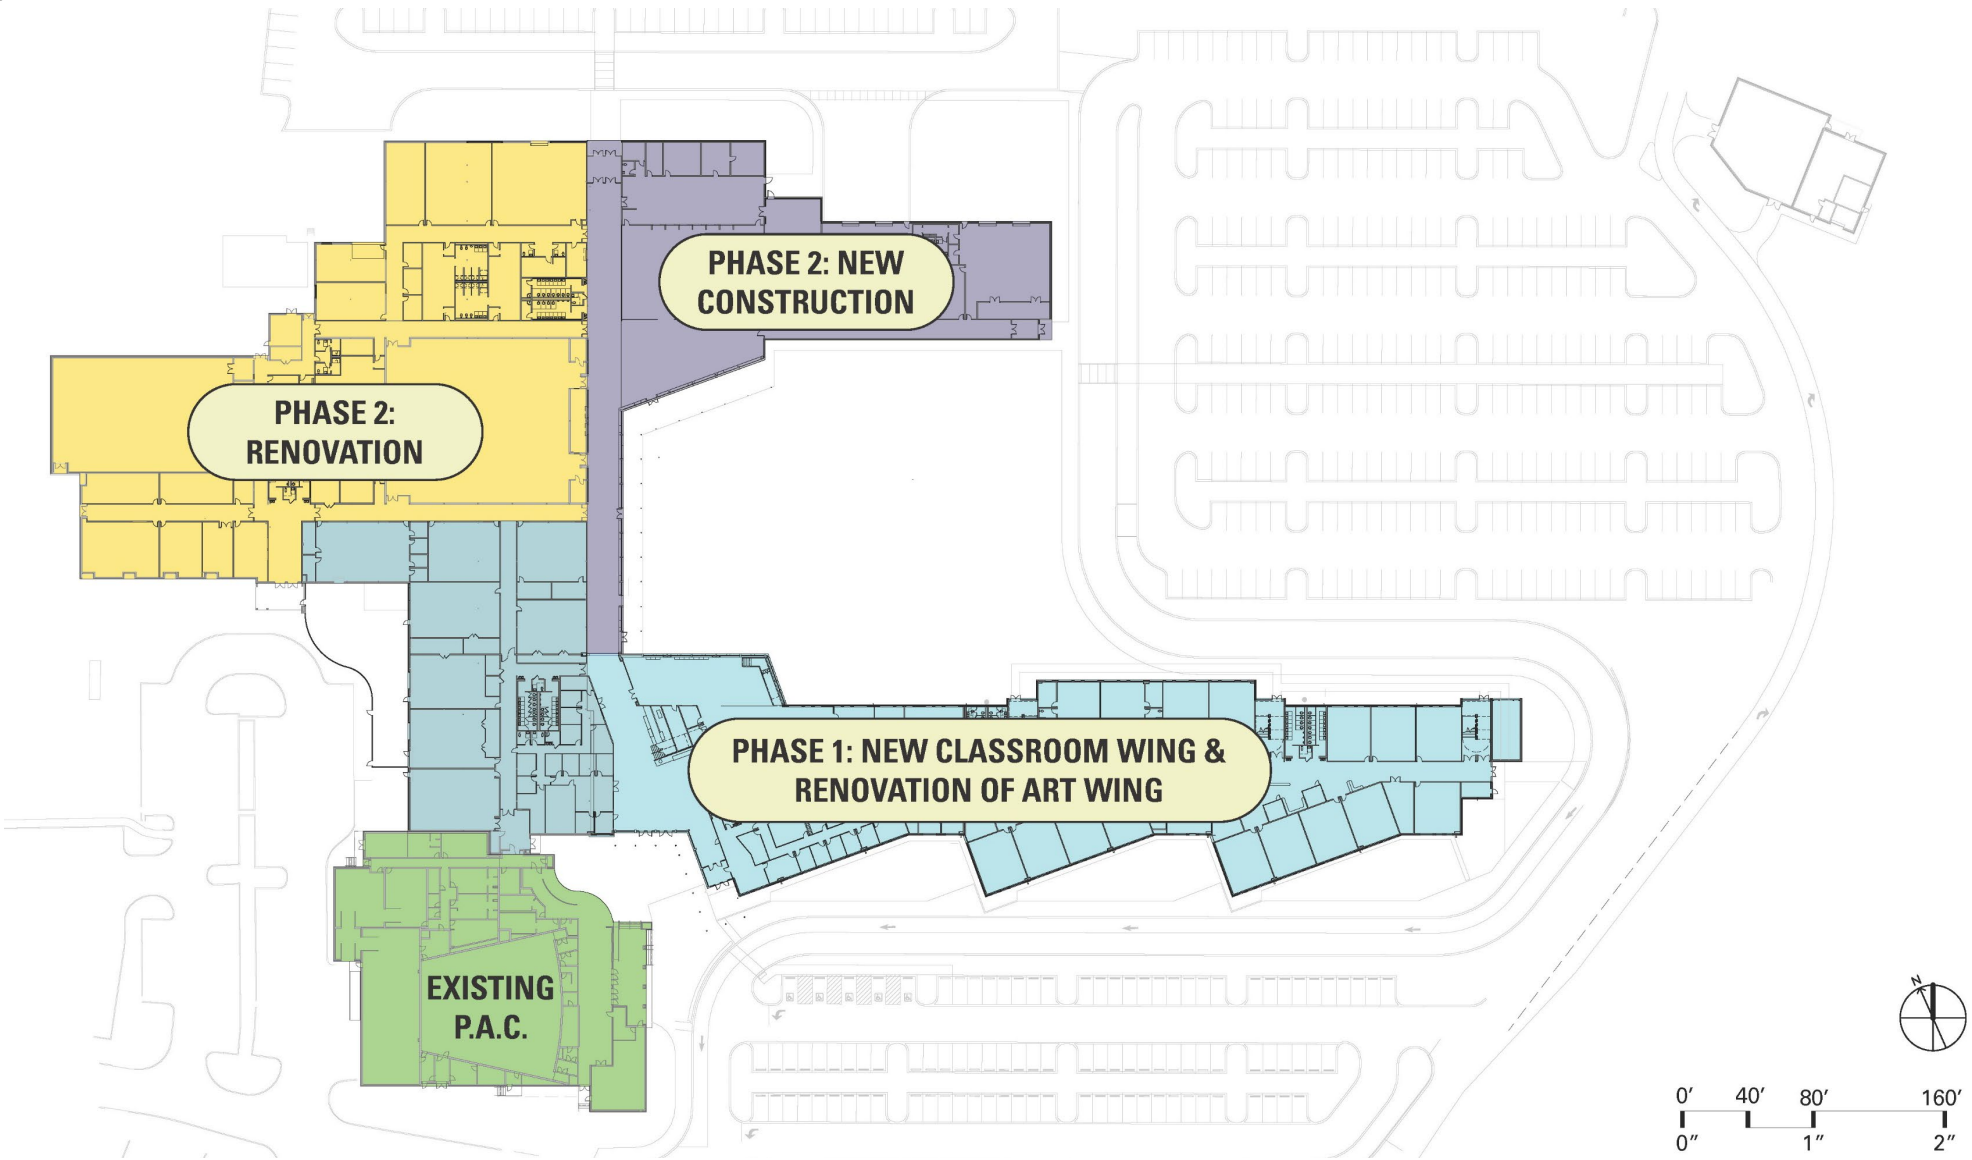 PHASE 2: NEW
CONSTRUCTION
PHASE 2:
RENOVATION
PHASE 1: NEW CLASSROOM WING &
RENOVATION OF ART WING
EXISTING
P.A.C.
N
0' 40' 80' 160'
0" 1" 2"